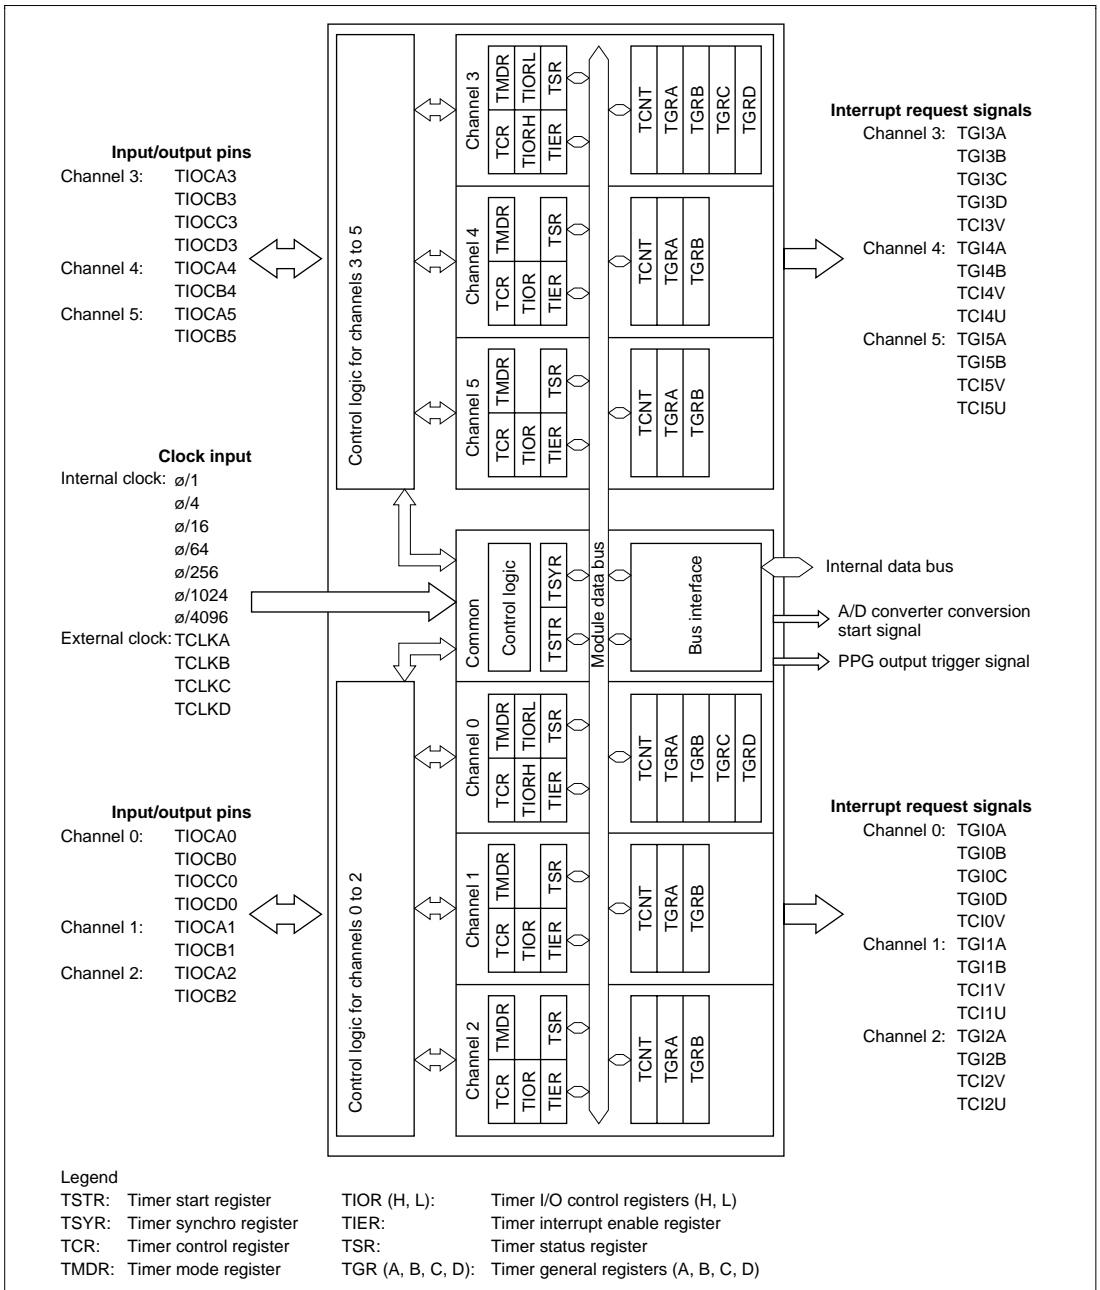 Input/output pins
Channel 3: TIOCA3
TIOCB3
TIOCC3
TIOCD3
Channel 4: TIOCA4
TIOCB4
Channel 5: TIOCA5
TIOCB5
Clock input
Internal clock: ø/1
ø/4
ø/16
ø/64
ø/256
ø/1024
ø/4096
External clock: TCLKA
TCLKB
TCLKC
TCLKD
Input/output pins
Channel 0: TIOCA0
TIOCB0
TIOCC0
TIOCD0
Channel 1: TIOCA1
TIOCB1
Channel 2: TIOCA2
TIOCB2
Control logic for channels 3 to 5
Control logic for channels 0 to 2
Channel 3
TMDR
TIORL
TSR
TCR
TIORH
TIER
TCNT
TGRA
TGRB
TGRC
TGRD
Channel 4
TMDR
TSR
TCR
TIOR
TIER
TCNT
TGRA
TGRB
Channel 5
TMDR
TSR
TCR
TIOR
TIER
TCNT
TGRA
TGRB
Common
Control logic
TSYR
TSTR
Module data bus
Bus interface
Channel 0
TMDR
TIORL
TSR
TCR
TIORH
TIER
TCNT
TGRA
TGRB
TGRC
TGRD
Channel 1
TMDR
TSR
TCR
TIOR
TIER
TCNT
TGRA
TGRB
Channel 2
TMDR
TSR
TCR
TIOR
TIER
TCNT
TGRA
TGRB
Interrupt request signals
Channel 3: TGI3A
TGI3B
TGI3C
TGI3D
TCI3V
Channel 4: TGI4A
TGI4B
TCI4V
TCI4U
Channel 5: TGI5A
TGI5B
TCI5V
TCI5U
Internal data bus
A/D converter conversion
start signal
PPG output trigger signal
Interrupt request signals
Channel 0: TGI0A
TGI0B
TGI0C
TGI0D
TCI0V
Channel 1: TGI1A
TGI1B
TCI1V
TCI1U
Channel 2: TGI2A
TGI2B
TCI2V
TCI2U
Legend
TSTR: Timer start register TIOR (H, L): Timer I/O control registers (H, L)
TSYR: Timer synchro register TIER: Timer interrupt enable register
TCR: Timer control register TSR: Timer status register
TMDR: Timer mode register TGR (A, B, C, D): Timer general registers (A, B, C, D)